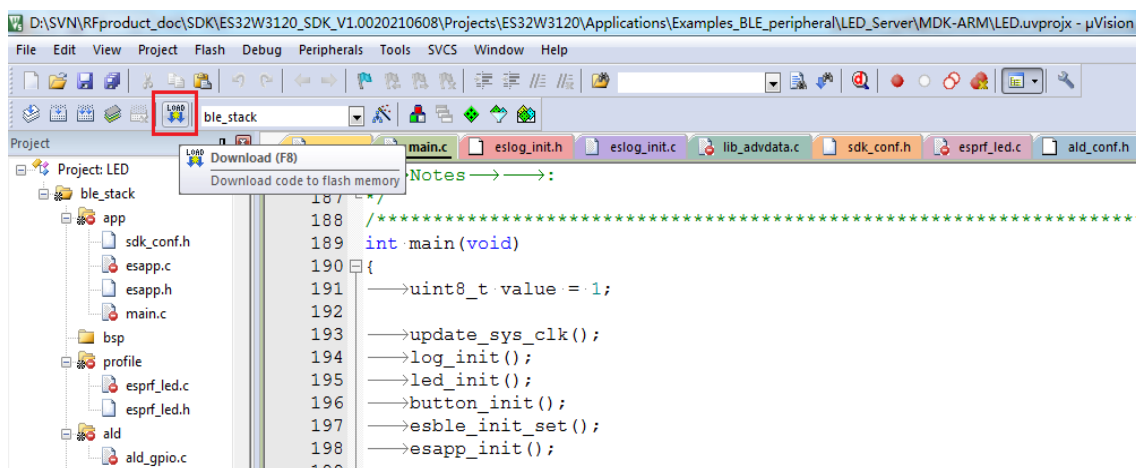 D:\SVN\RFproduct_doc\SDK\ES32W3120_SDK_V1.0020210608\Projects\ES32W3120\Applications\Examples_BLE_peripheral\LED_Server\MDK-ARM\LED.uvprojx - µVision
File Edit View Project Flash Debug Peripherals Tools SVCS Window Help
LOAD ble_stack
Project
main.c eslog_init.h eslog_init.c lib_advdata.c sdk_conf.h esprf_led.c ald_conf.h
LOAD Download (F8)
Download code to flash memory
Project: LED
ble_stack
app
sdk_conf.h
esapp.c
esapp.h
main.c
bsp
profile
esprf_led.c
esprf_led.h
ald
ald_gpio.c
Notes⟶⟶:
187 */
188 /********************************************************************
189 int·main(void)
190 {
191 ⟶uint8_t·value·=·1;
192
193 ⟶update_sys_clk();
194 ⟶log_init();
195 ⟶led_init();
196 ⟶button_init();
197 ⟶esble_init_set();
198 ⟶esapp_init();